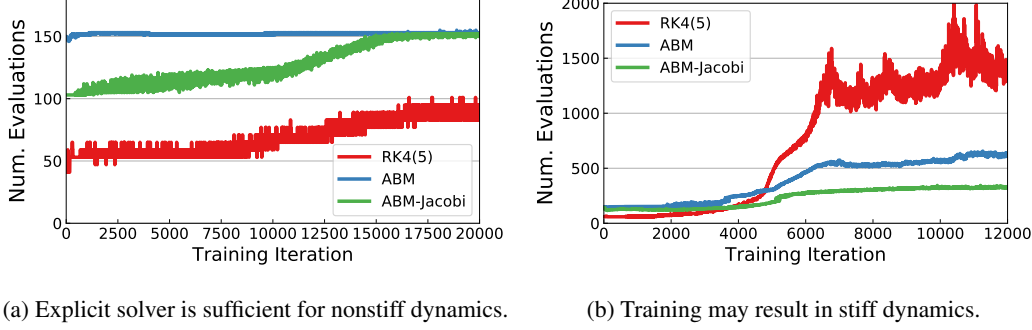 Num. Evaluations
150
100
50
0
RK4(5)
ABM
ABM-Jacobi
0 2500 5000 7500 10000 12500 15000 17500 20000
Training Iteration
(a) Explicit solver is sufficient for nonstiff dynamics.
Num. Evaluations
2000
1500
1000
500
0
RK4(5)
ABM
ABM-Jacobi
0 2000 4000 6000 8000 10000 12000
Training Iteration
(b) Training may result in stiff dynamics.